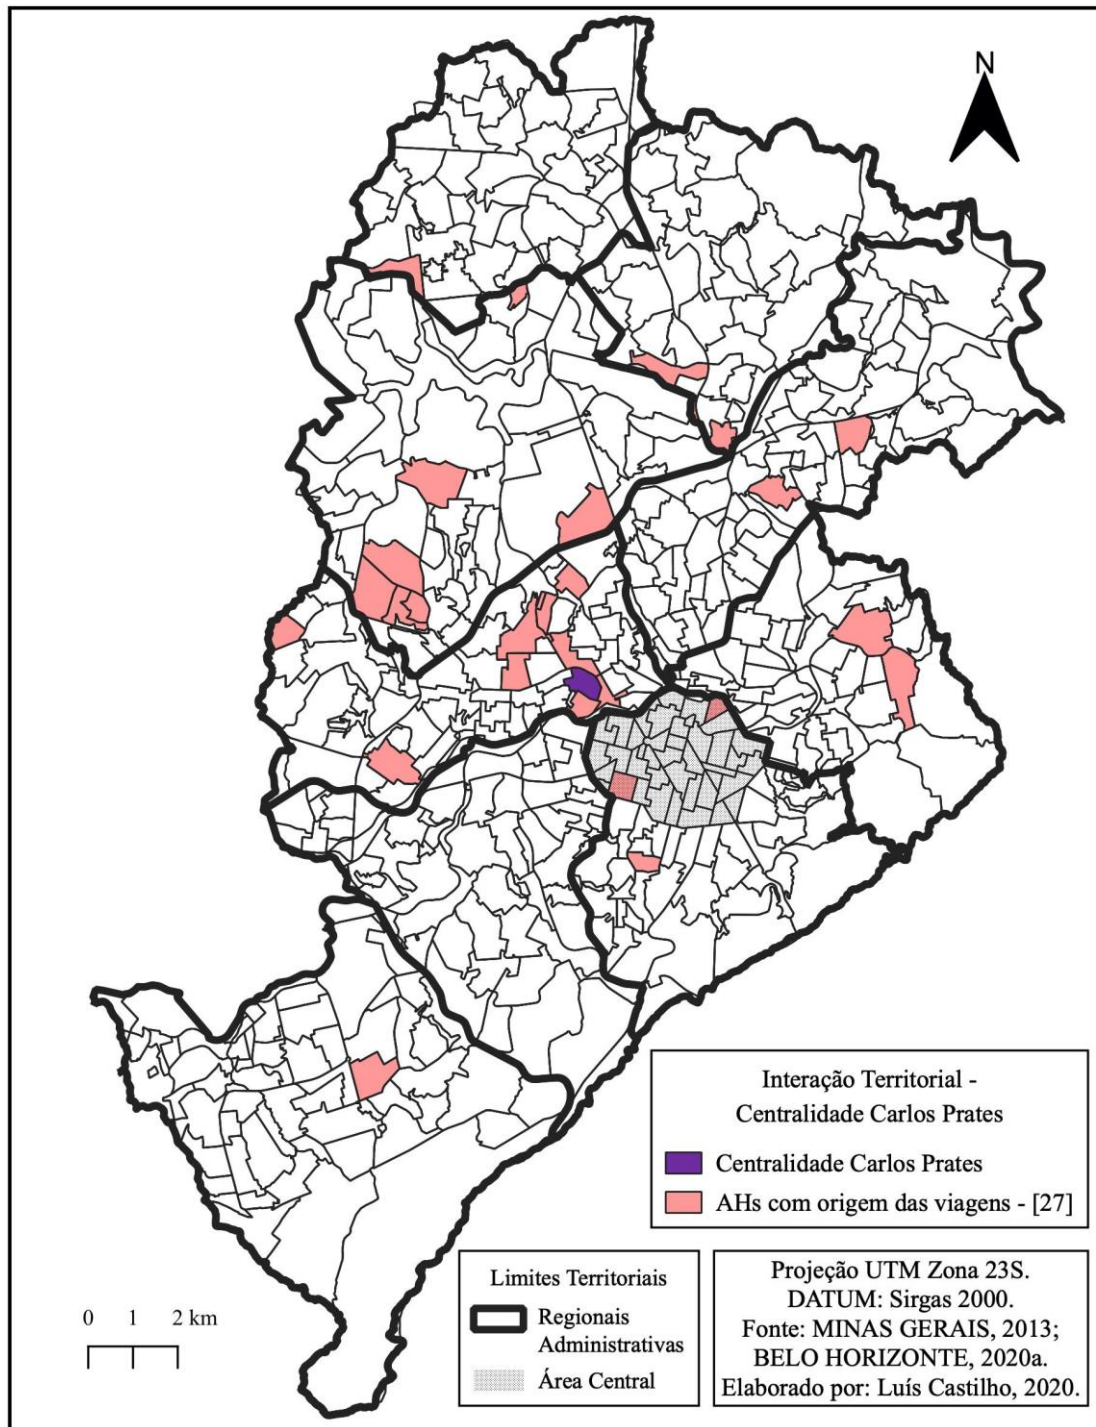 N
Interação Territorial -
Centralidade Carlos Prates
Centralidade Carlos Prates
AHs com origem das viagens - [27]
Limites Territoriais
Regionais
Administrativas
Área Central
Projeção UTM Zona 23S.
DATUM: Sirgas 2000.
Fonte: MINAS GERAIS, 2013;
BELO HORIZONTE, 2020a.
Elaborado por: Luís Castilho, 2020.
0 1 2 km